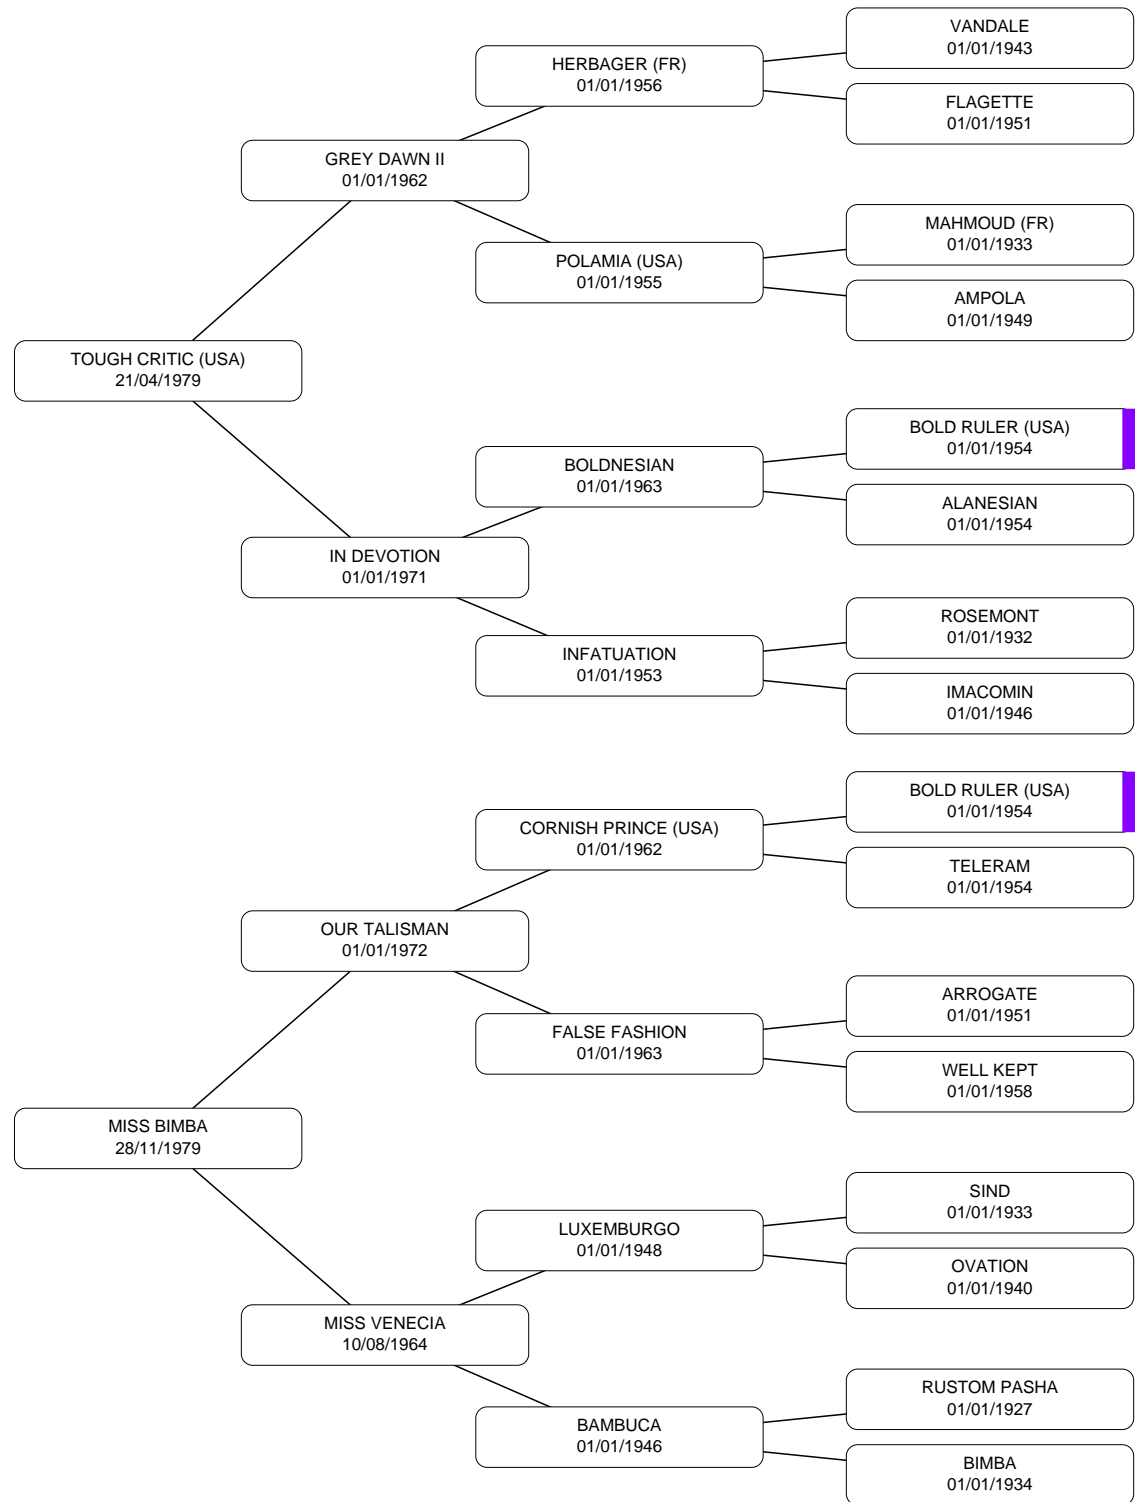 VANDALE
01/01/1943
HERBAGER (FR)
01/01/1956
FLAGETTE
01/01/1951
GREY DAWN II
01/01/1962
MAHMOUD (FR)
01/01/1933
POLAMIA (USA)
01/01/1955
AMPOLA
01/01/1949
TOUGH CRITIC (USA)
21/04/1979
BOLD RULER (USA)
01/01/1954
BOLDNESIAN
01/01/1963
ALANESIAN
01/01/1954
IN DEVOTION
01/01/1971
ROSEMONT
01/01/1932
INFATUATION
01/01/1953
IMACOMIN
01/01/1946
BOLD RULER (USA)
01/01/1954
CORNISH PRINCE (USA)
01/01/1962
TELERAM
01/01/1954
OUR TALISMAN
01/01/1972
ARROGATE
01/01/1951
FALSE FASHION
01/01/1963
WELL KEPT
01/01/1958
MISS BIMBA
28/11/1979
SIND
01/01/1933
LUXEMBURGO
01/01/1948
OVATION
01/01/1940
MISS VENECIA
10/08/1964
RUSTOM PASHA
01/01/1927
BAMBUCA
01/01/1946
BIMBA
01/01/1934